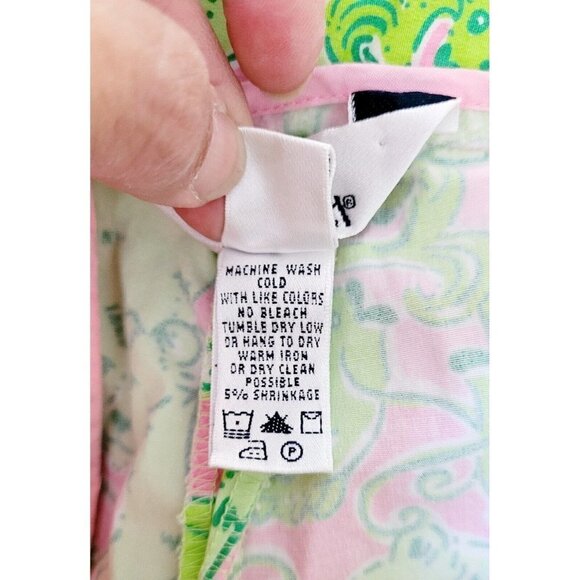 MACHINE WASH
COLD
WITH LIKE COLORS
NO BLEACH
TUMBLE DRY LOW
OR HANG TO DRY
WARM IRON
OR DRY CLEAN
POSSIBLE
5% SHRINKAGE
P